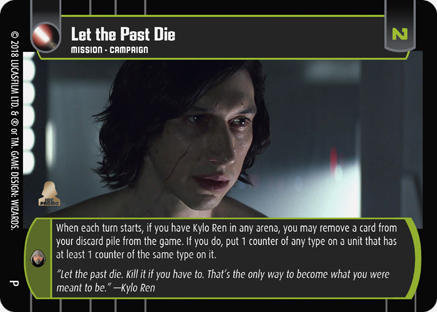 Let the Past Die
MISSION - CAMPAIGN
N
© 2018 LUCASFILM LTD. & ® or TM. GAME DESIGN: WIZARDS.
P
When each turn starts, if you have Kylo Ren in any arena, you may remove a card from
your discard pile from the game. If you do, put 1 counter of any type on a unit that has
at least 1 counter of the same type on it.
"Let the past die. Kill it if you have to. That's the only way to become what you were
meant to be." —Kylo Ren